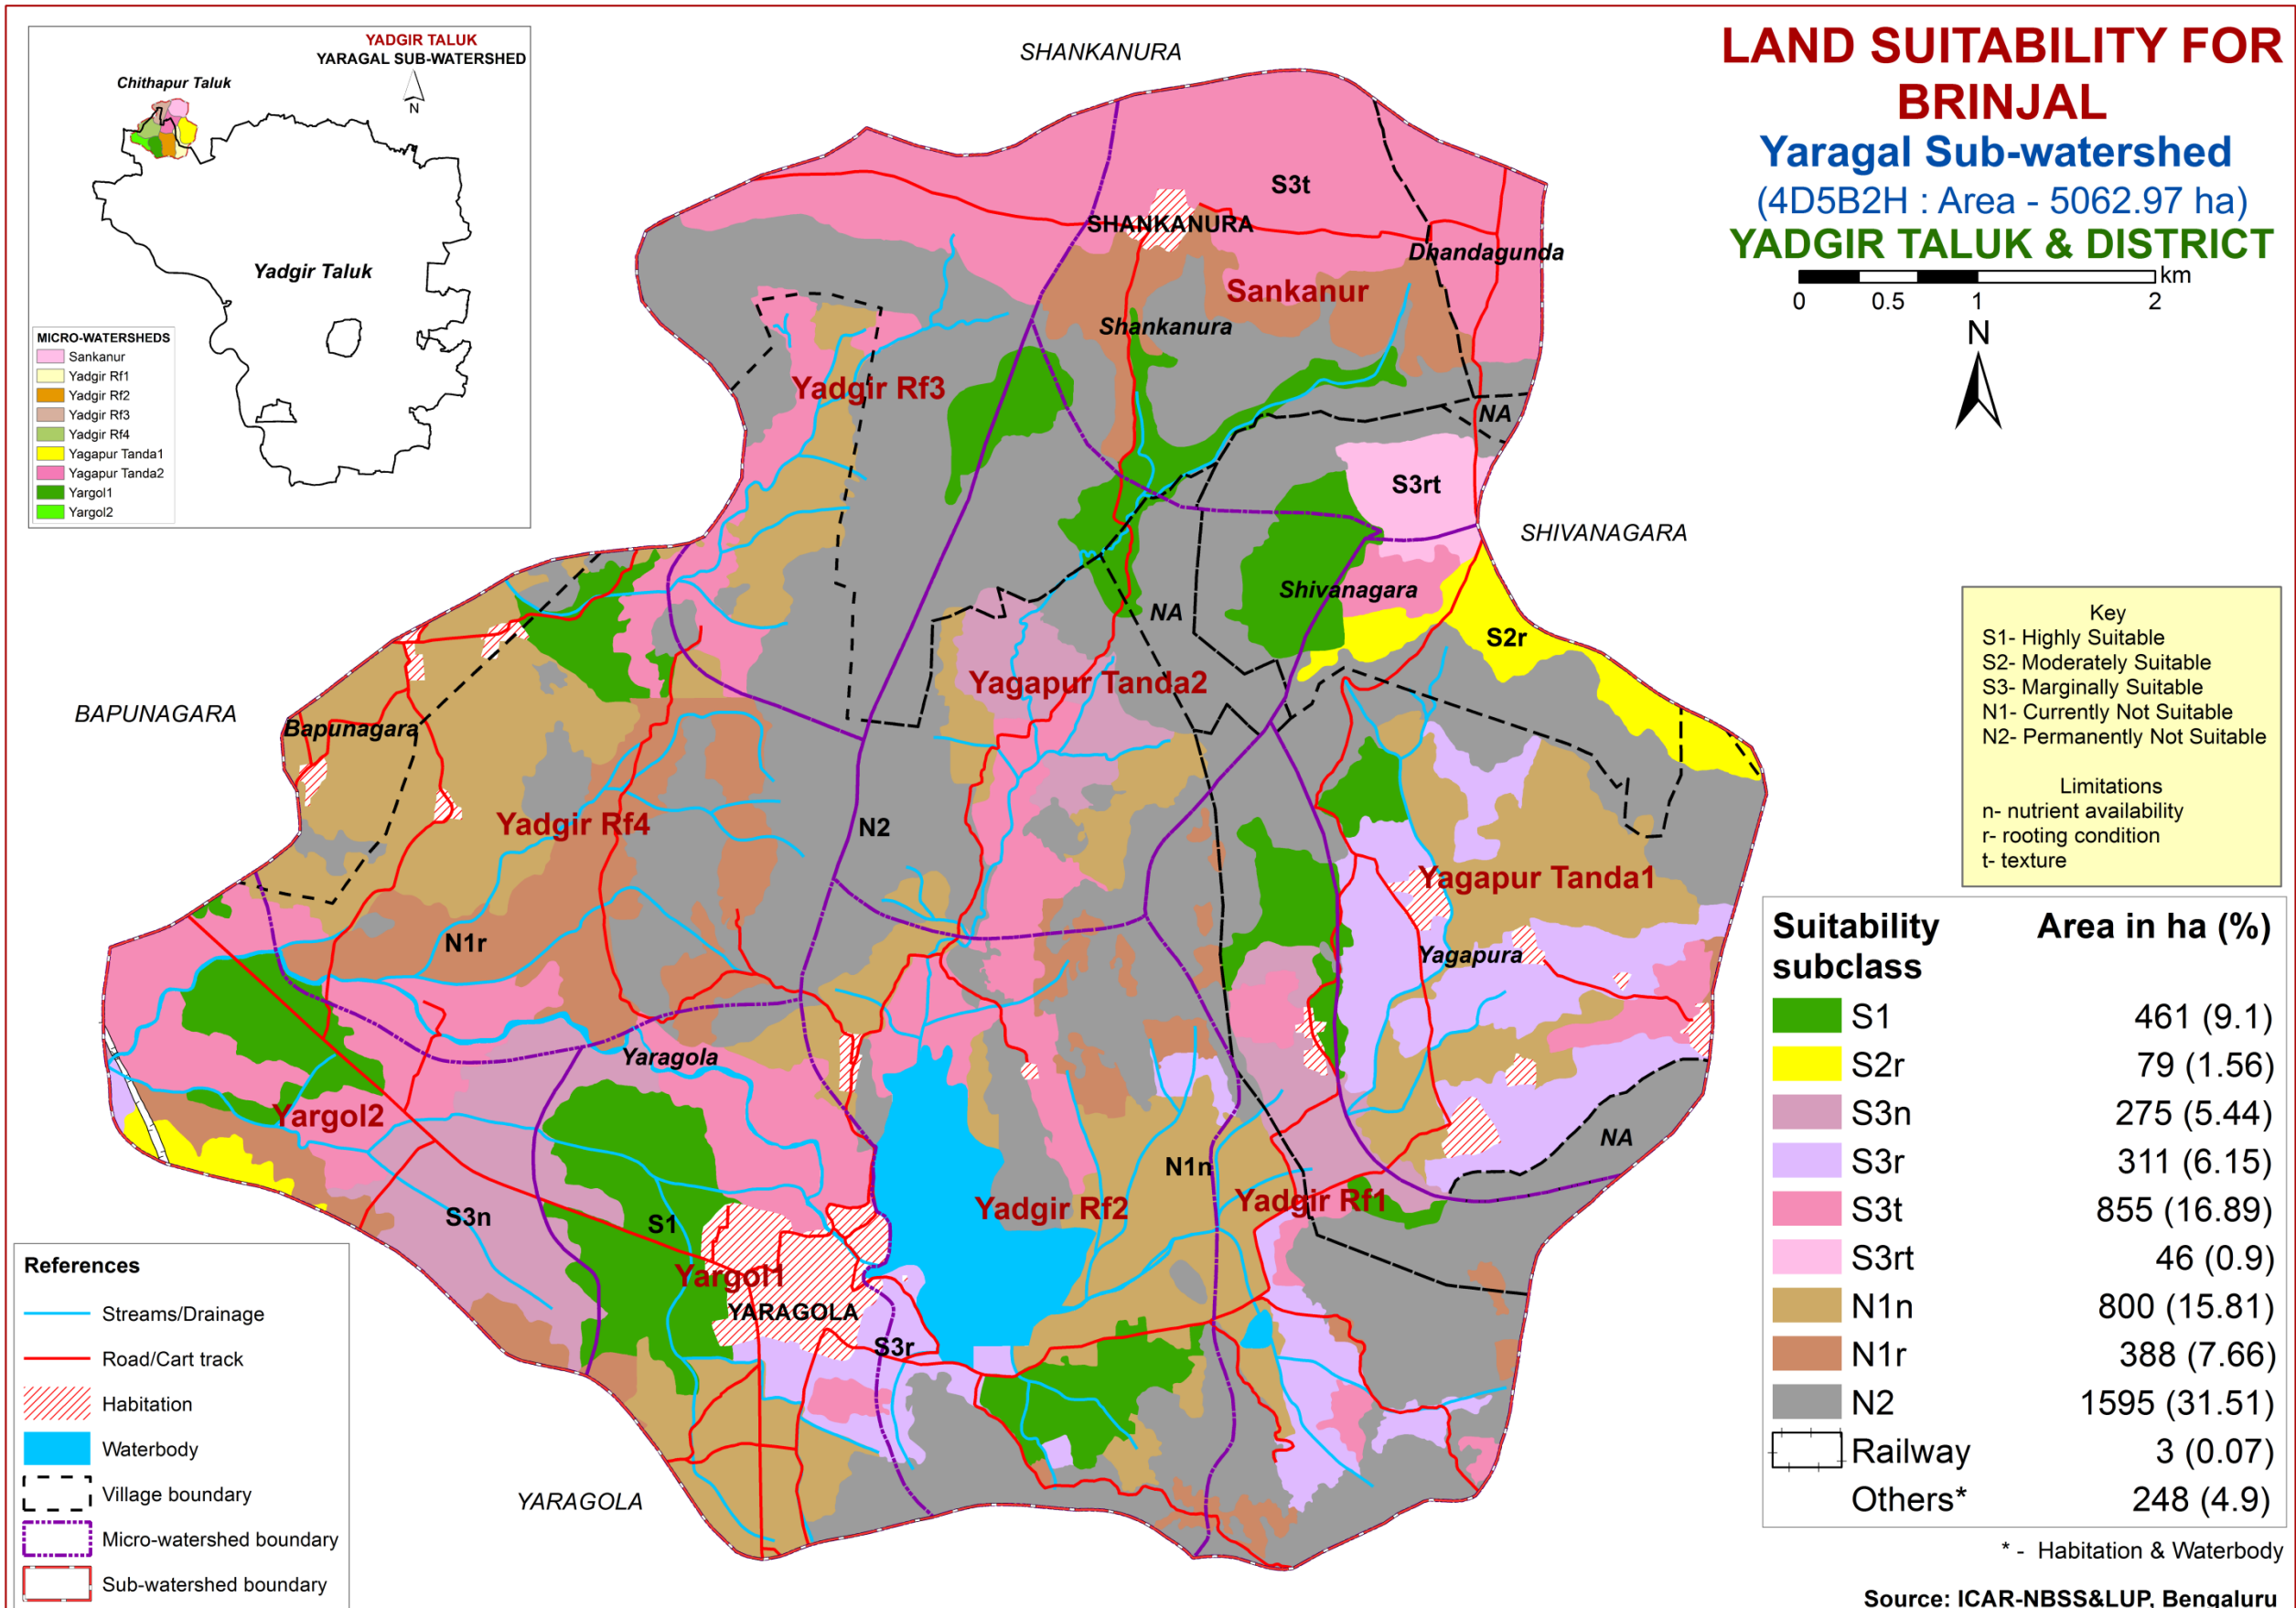 LAND SUITABILITY FOR
BRINJAL
Yaragal Sub-watershed
(4D5B2H : Area - 5062.97 ha)
YADGIR TALUK & DISTRICT
km
0 0.5 1 2
N
YADGIR TALUK
YARAGAL SUB-WATERSHED
N
Chithapur Taluk
Yadgir Taluk
MICRO-WATERSHEDS
Sankanur
Yadgir Rf1
Yadgir Rf2
Yadgir Rf3
Yadgir Rf4
Yagapur Tanda1
Yagapur Tanda2
Yargol1
Yargol2
SHANKANURA
S3t
SHANKANURA
Dhandagunda
Sankanur
Shankanura
Yadgir Rf3
NA
S3rt
SHIVANAGARA
Shivanagara
NA
S2r
Yagapur Tanda2
BAPUNAGARA
Bapunagara
Yadgir Rf4
N2
Yagapur Tanda1
N1r
Yagapura
Yaragola
Yargol2
NA
N1n
S3n
S1
Yadgir Rf2
Yadgir Rf1
Yargol1
YARAGOLA
S3r
YARAGOLA
Key
S1- Highly Suitable
S2- Moderately Suitable
S3- Marginally Suitable
N1- Currently Not Suitable
N2- Permanently Not Suitable
Limitations
n- nutrient availability
r- rooting condition
t- texture
Suitability subclass Area in ha (%)
S1 461 (9.1)
S2r 79 (1.56)
S3n 275 (5.44)
S3r 311 (6.15)
S3t 855 (16.89)
S3rt 46 (0.9)
N1n 800 (15.81)
N1r 388 (7.66)
N2 1595 (31.51)
Railway 3 (0.07)
Others* 248 (4.9)
* - Habitation & Waterbody
Source: ICAR-NBSS&LUP, Bengaluru
References
Streams/Drainage
Road/Cart track
Habitation
Waterbody
Village boundary
Micro-watershed boundary
Sub-watershed boundary